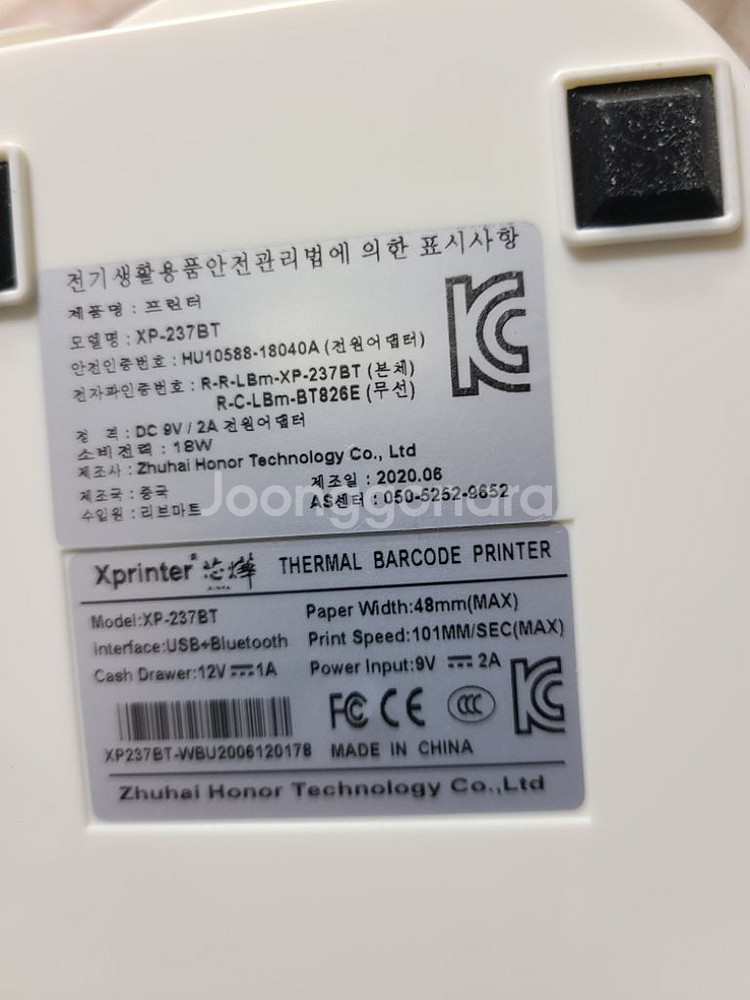 전기생활용품안전관리법에 의한 표시사항
제품명 : 프린터
모델명 : XP-237BT
안전인증번호 : HU10588-18040A (전원어댑터)
전자파인증번호 : R-R-LBm-XP-237BT (본체)
R-C-LBm-BT826E (무선)
정 격 : DC 9V / 2A 전원어댑터
소비전력 : 18W
제조사 : Zhuhai Honor Technology Co., Ltd
제조국 : 중국 제조일 : 2020.06
수입원 : 리브마트 AS센터 : 050-5252-9652
Joonggonara
Xprinter 芯烨 THERMAL BARCODE PRINTER
Model:XP-237BT Paper Width:48mm(MAX)
interface:USB+Bluetooth Print Speed:101MM/SEC(MAX)
Cash Drawer:12V 1A Power Input:9V 2A
FC CE CCC KC
XP237BT-WBU2006120178 MADE IN CHINA
Zhuhai Honor Technology Co.,Ltd